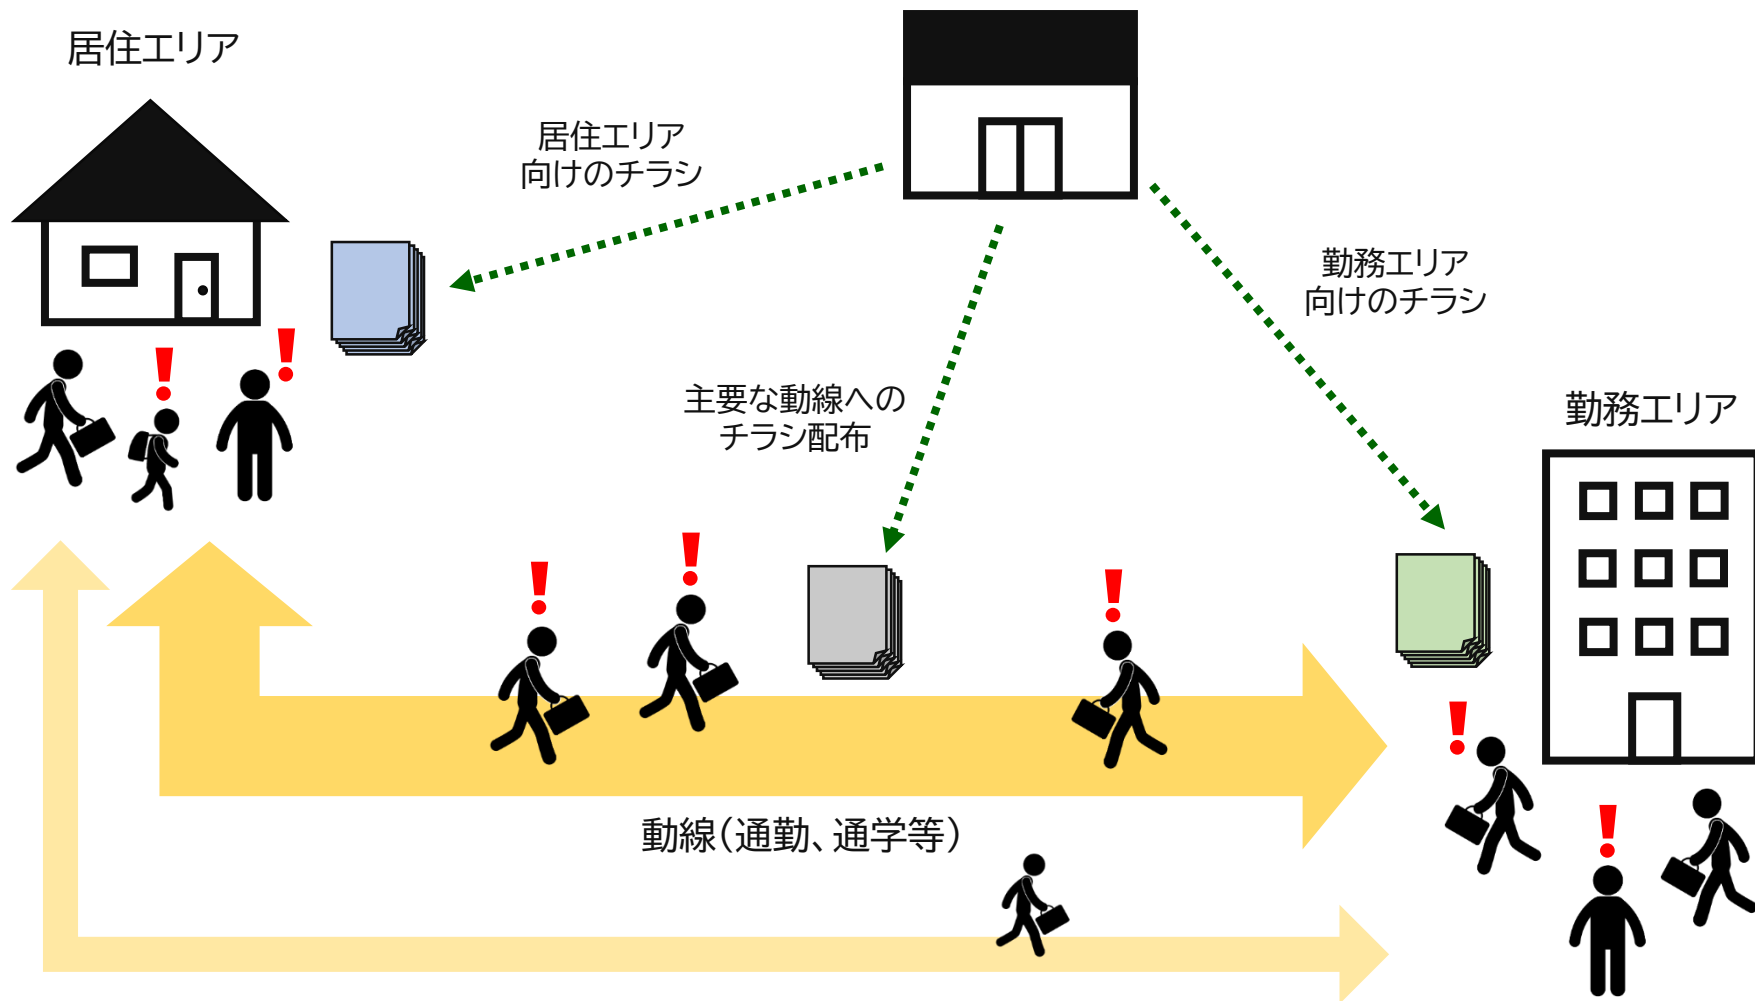 居住エリア
居住エリア
向けのチラシ
勤務エリア
向けのチラシ
主要な動線への
チラシ配布
勤務エリア
動線(通勤、通学等)